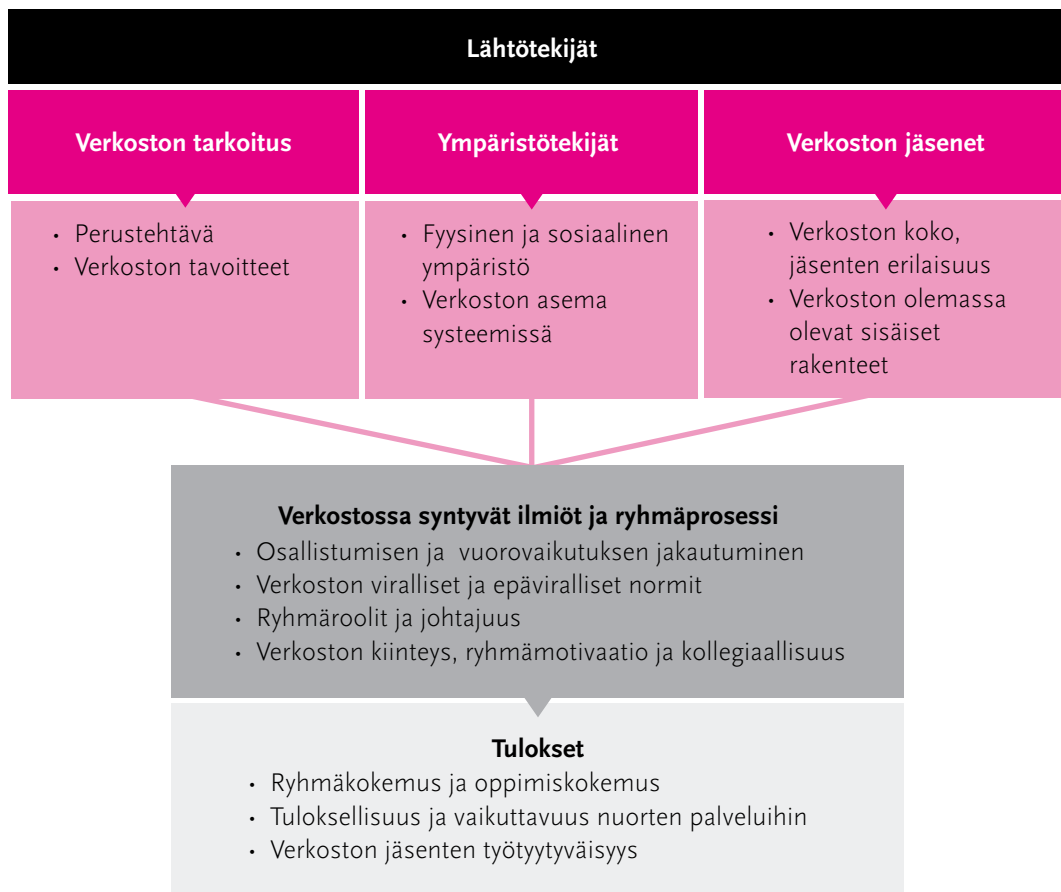 Lähtötekijät
Verkoston tarkoitus
• Perustehtävä
• Verkoston tavoitteet
Ympäristötekijät
• Fyysinen ja sosiaalinen
ympäristö
• Verkoston asema
systeemissä
Verkoston jäsenet
• Verkoston koko,
jäsenten erilaisuus
• Verkoston olemassa
olevat sisäiset
rakenteet
Verkostossa syntyvät ilmiöt ja ryhmäprosessi
• Osallistumisen ja vuorovaikutuksen jakautuminen
• Verkoston viralliset ja epäviralliset normit
• Ryhmäroolit ja johtajuus
• Verkoston kiinteys, ryhmämotivaatio ja kollegiaallisuus
Tulokset
• Ryhmäkokemus ja oppimiskokemus
• Tuloksellisuus ja vaikuttavuus nuorten palveluihin
• Verkoston jäsenten työtyytyväisyys